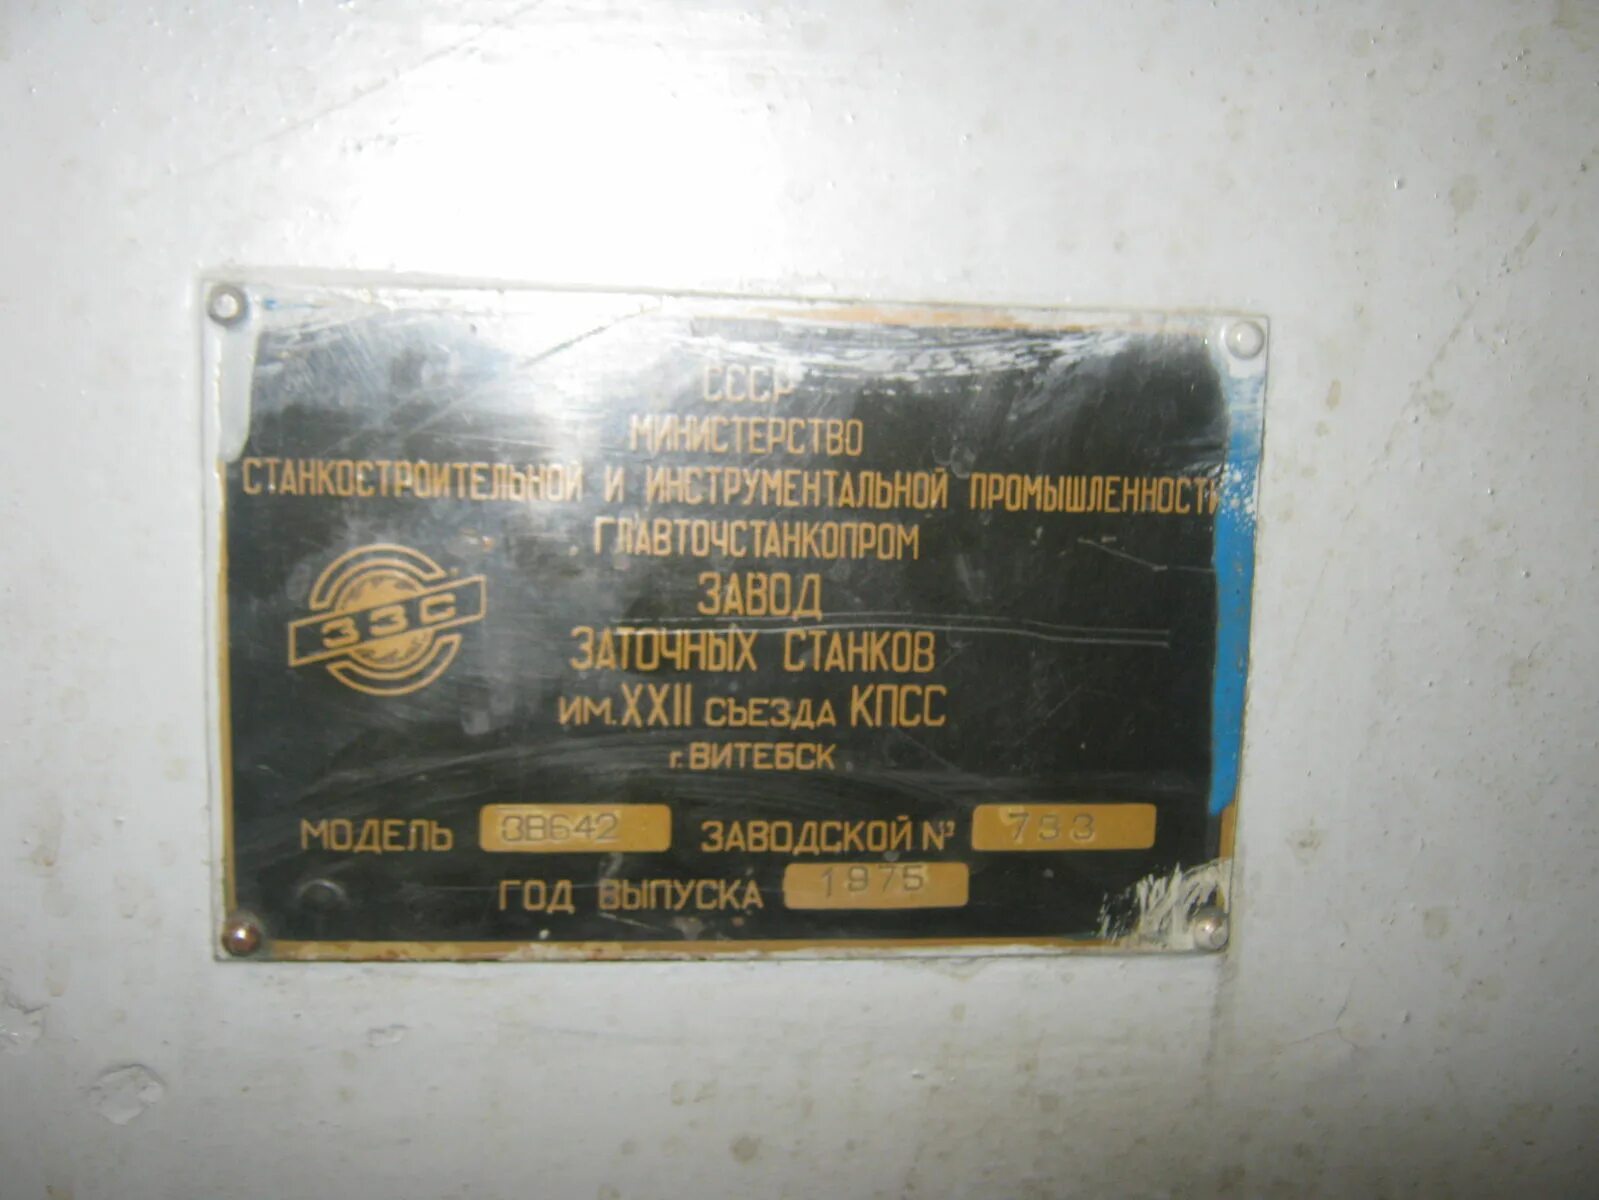 СССР
МИНИСТЕРСТВО
СТАНКОСТРОИТЕЛЬНОЙ И ИНСТРУМЕНТАЛЬНОЙ ПРОМЫШЛЕННОСТИ
ГЛАВТОЧСТАНКОПРОМ
ЗЗС
ЗАВОД
ЗАТОЧНЫХ СТАНКОВ
ИМ. XXII СЪЕЗДА КПСС
г. ВИТЕБСК
МОДЕЛЬ 3В642 ЗАВОДСКОЙ № 733
ГОД ВЫПУСКА 1975